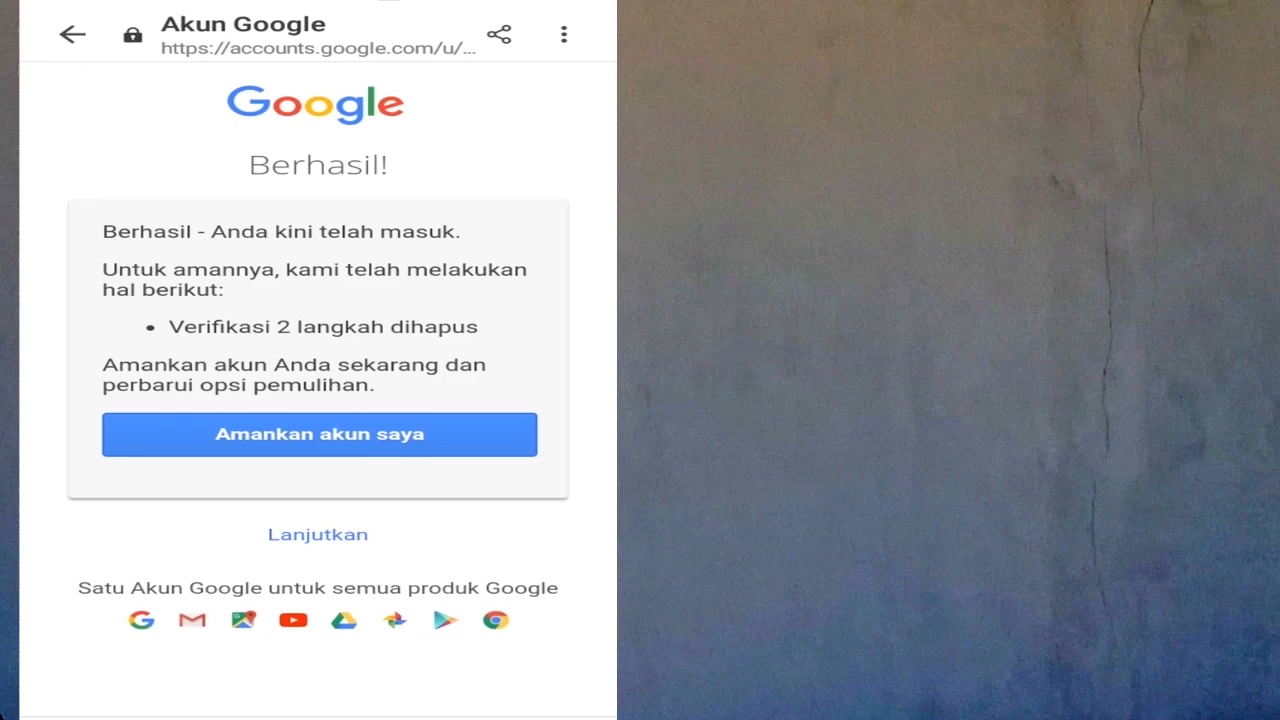 Akun Google
https://accounts.google.com/u/...
Google
Berhasil!
Berhasil - Anda kini telah masuk.
Untuk amannya, kami telah melakukan
hal berikut:
• Verifikasi 2 langkah dihapus
Amankan akun Anda sekarang dan
perbarui opsi pemulihan.
Amankan akun saya
Lanjutkan
Satu Akun Google untuk semua produk Google